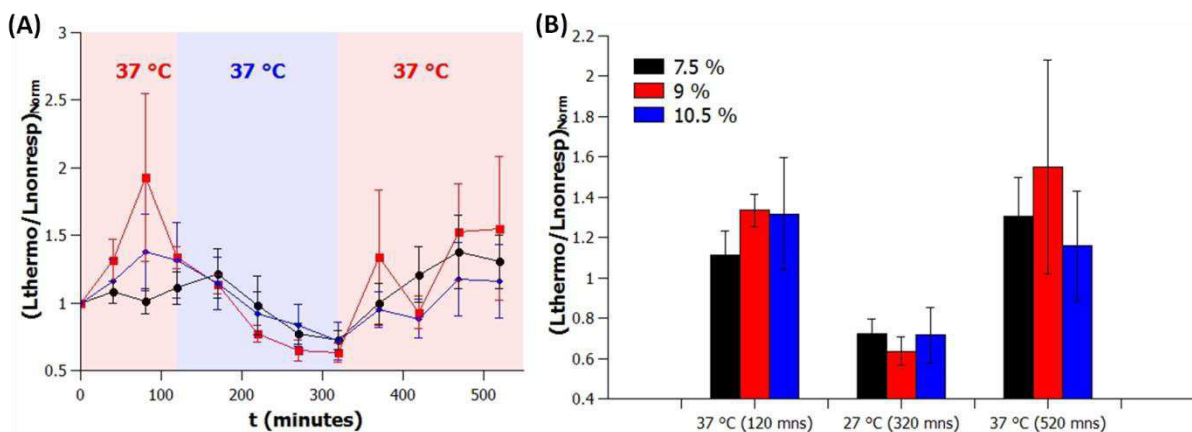 (A)
(Lthermo/Lnonresp)Norm
3
2.5
2
1.5
1
0.5
37 °C
37 °C
37 °C
0
100
200
300
400
500
t (minutes)
(B)
(Lthermo/Lnonresp)Norm
2.2
2
1.8
1.6
1.4
1.2
1
0.8
0.6
0.4
7.5 %
9 %
10.5 %
37 °C (120 mns)
27 °C (320 mns)
37 °C (520 mns)